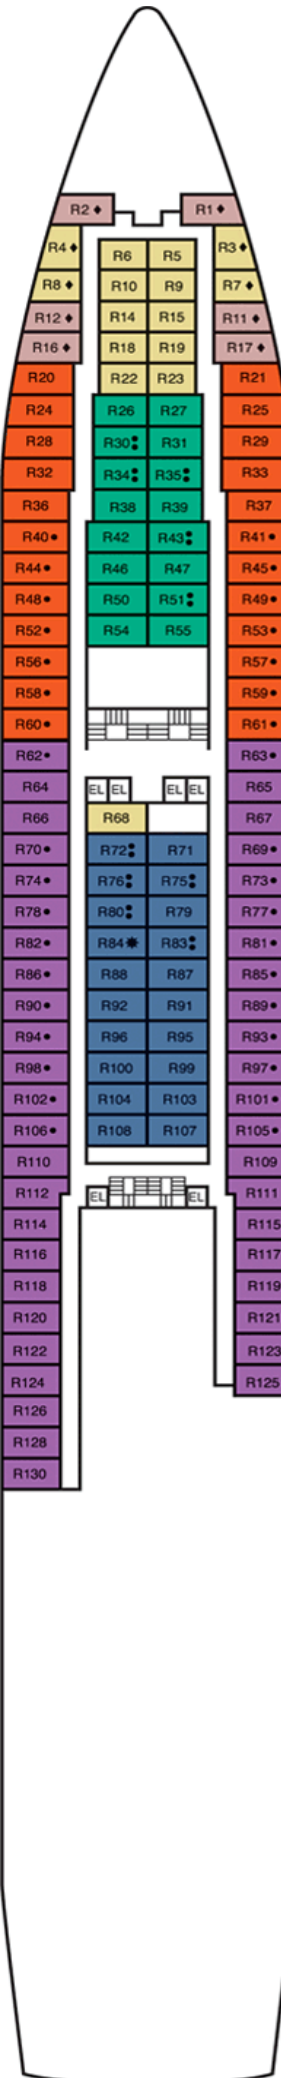 R2♦ R1♦
R4♦ R3♦
R6 R5
R8♦ R10 R9 R7♦
R12♦ R14 R15 R11♦
R16♦ R18 R19 R17♦
R20 R22 R23 R21
R24 R26 R27 R25
R28 R30 R31 R29
R32 R34 R35 R33
R36 R38 R39 R37
R40• R42 R43 R41•
R44• R46 R47 R45•
R48• R50 R51 R49•
R52• R54 R55 R53•
R56• R57•
R58• R59•
R60• R61•
R62• R63•
R64 EL EL EL EL R65
R66 R68 R67
R70• R72 R71 R69•
R74• R76 R75 R73•
R78• R80 R79 R77•
R82• R84 R83 R81•
R86• R88 R87 R85•
R90• R92 R91 R89•
R94• R96 R95 R93•
R98• R100 R99 R97•
R102• R104 R103 R101•
R106• R108 R107 R105•
R110 R109
R112 EL EL R111
R114 R115
R116 R117
R118 R119
R120 R121
R122 R123
R124 R125
R126
R128
R130